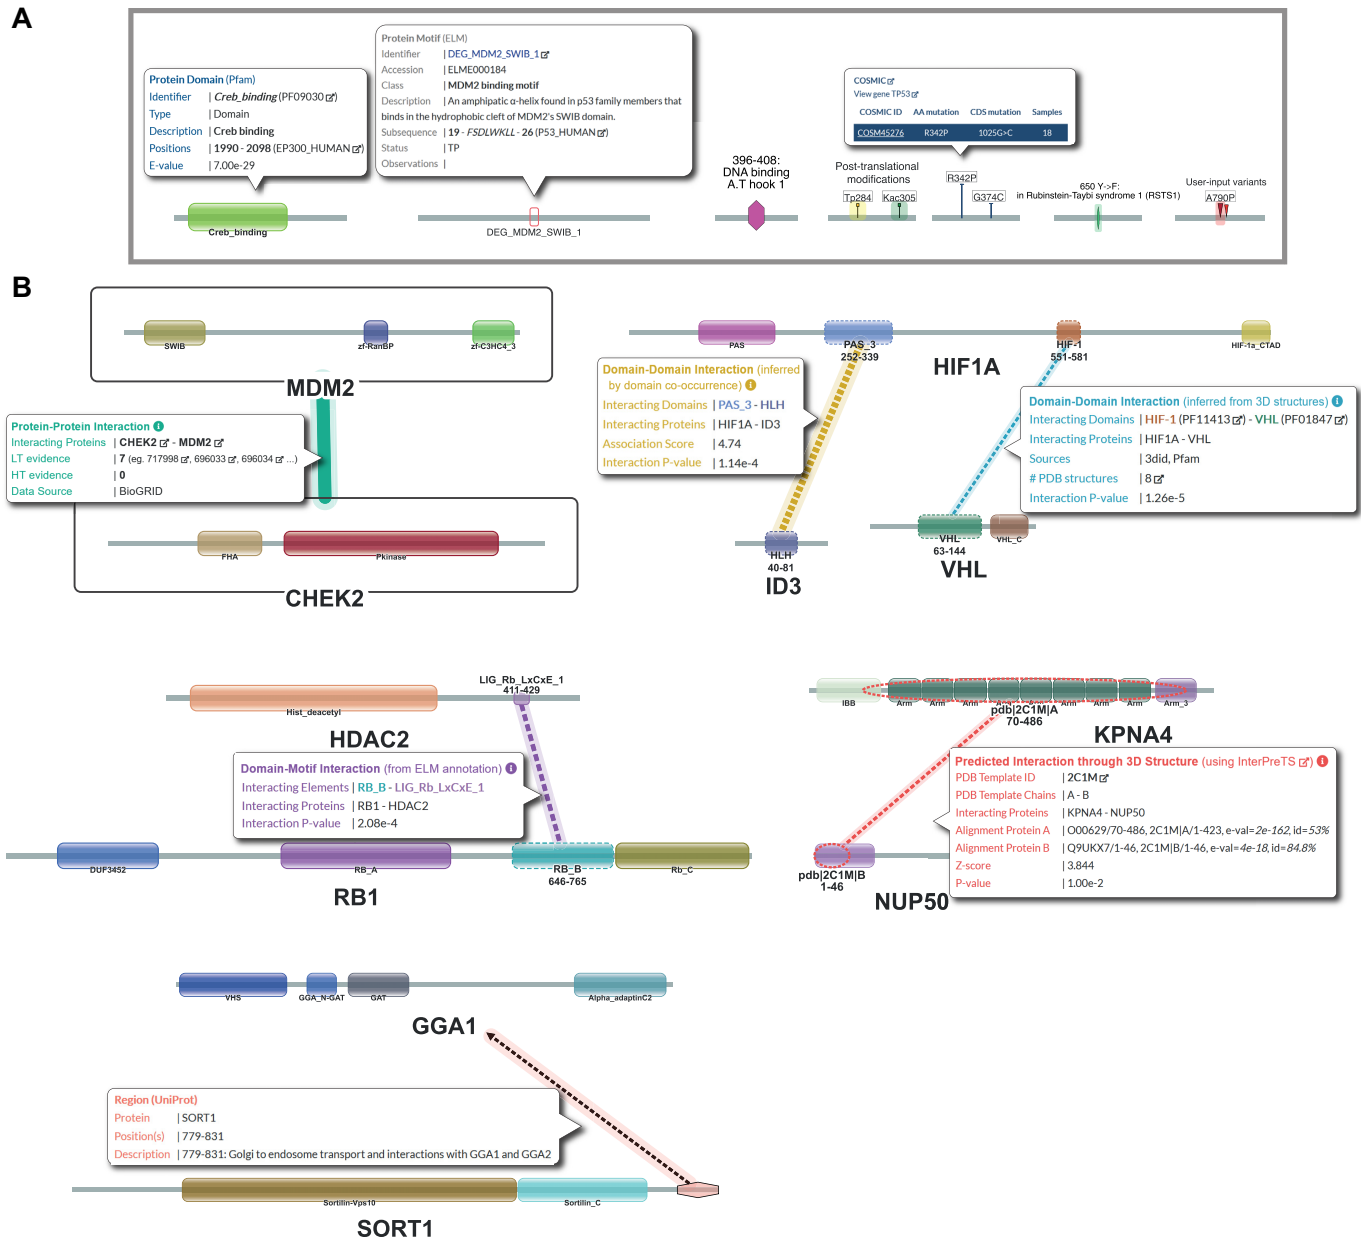 A
Protein Domain (Pfam)
Identifier | Creb_binding (PF09030)
Type | Domain
Description | Creb binding
Positions | 1990 - 2098 (EP300_HUMAN)
E-value | 7.00e-29
Creb_binding
Protein Motif (ELM)
Identifier | DEG_MDM2_SWIB_1
Accession | ELME000184
Class | MDM2 binding motif
Description | An amphipatic α-helix found in p53 family members that
binds in the hydrophobic cleft of MDM2's SWIB domain.
Subsequence | 19 - FSDLWKLL - 26 (P53_HUMAN)
Status | TP
Observations |
DEG_MDM2_SWIB_1
396-408:
DNA binding
A.T hook 1
COSMIC
View gene TP53
COSMIC ID AA mutation CDS mutation Samples
COSM45276 R342P 1025G>C 18
Post-translational
modifications
Tp284 Kac305
R342P
G374C
650 Y->F:
in Rubinstein-Taybi syndrome 1 (RSTS1)
User-input variants
A790P
B
SWIB zf-RanBP zf-C3HC4_3
MDM2
Protein-Protein Interaction
Interacting Proteins | CHEK2 - MDM2
LT evidence | 7 (eg. 717998, 696033, 696034 ...)
HT evidence | 0
Data Source | BioGRID
FHA Pkinase
CHEK2
PAS PAS_3 HIF-1 HIF-1a_CTAD
252-339 551-581
HIF1A
Domain-Domain Interaction (inferred
by domain co-occurrence)
Interacting Domains | PAS_3 - HLH
Interacting Proteins | HIF1A - ID3
Association Score | 4.74
Interaction P-value | 1.14e-4
HLH
40-81
ID3
Domain-Domain Interaction (inferred from 3D structures)
Interacting Domains | HIF-1 (PF11413) - VHL (PF01847)
Interacting Proteins | HIF1A - VHL
Sources | 3did, Pfam
# PDB structures | 8
Interaction P-value | 1.26e-5
VHL VHL_C
63-144
VHL
LIG_Rb_LxCxE_1
411-429
Hist_deacetyl
HDAC2
Domain-Motif Interaction (from ELM annotation)
Interacting Elements | RB_B - LIG_Rb_LxCxE_1
Interacting Proteins | RB1 - HDAC2
Interaction P-value | 2.08e-4
DUF3452 RB_A RB_B Rb_C
646-765
RB1
IBB Arm Arm Arm Arm Arm Arm Arm Arm_3
pdb|2C1M|A
70-486
KPNA4
Predicted Interaction through 3D Structure (using InterPreTS)
PDB Template ID | 2C1M
PDB Template Chains | A - B
Interacting Proteins | KPNA4 - NUP50
Alignment Protein A | O00629/70-486, 2C1M|A/1-423, e-val=2e-162, id=53%
Alignment Protein B | Q9UKX7/1-46, 2C1M|B/1-46, e-val=4e-18, id=84.8%
Z-score | 3.844
P-value | 1.00e-2
pdb|2C1M|B
1-46
NUP50
VHS GGA_N-GAT GAT Alpha_adaptinC2
GGA1
Region (UniProt)
Protein | SORT1
Position(s) | 779-831
Description | 779-831: Golgi to endosome transport and interactions with GGA1 and GGA2
Sortilin-Vps10 Sortilin_C
SORT1